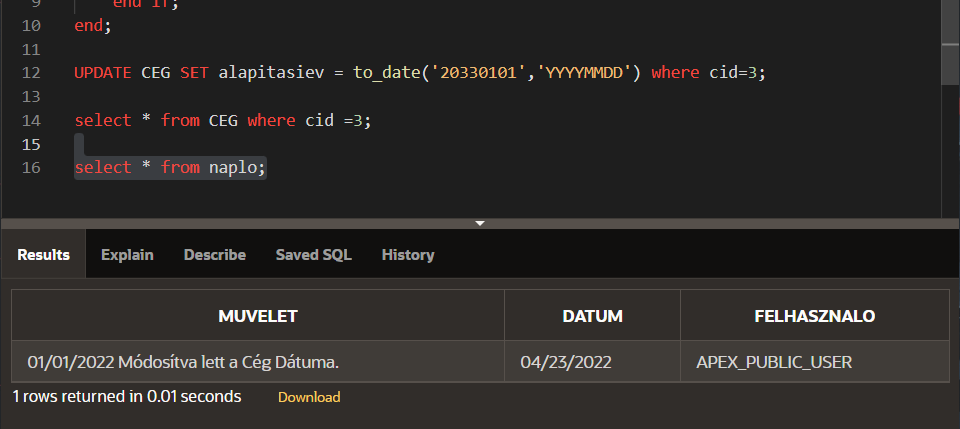 9 end if;
10 end;
11
12 UPDATE CEG SET alapitasiev = to_date('20330101','YYYYMMDD') where cid=3;
13
14 select * from CEG where cid =3;
15
16 select * from naplo;
Results Explain Describe Saved SQL History
MUVELET DATUM FELHASZNALO
01/01/2022 Módosítva lett a Cég Dátuma. 04/23/2022 APEX_PUBLIC_USER
1 rows returned in 0.01 seconds Download